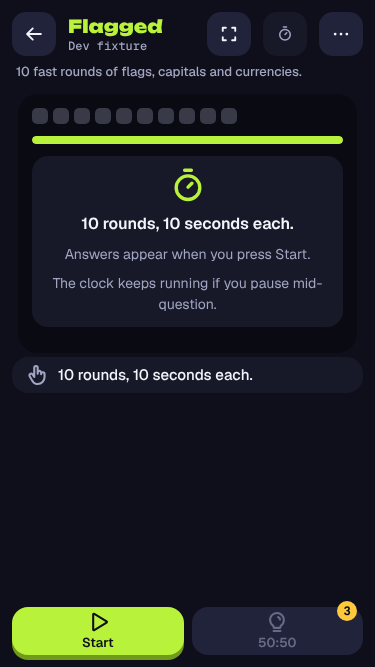 Flagged
Dev fixture
10 fast rounds of flags, capitals and currencies.
10 rounds, 10 seconds each.
Answers appear when you press Start.
The clock keeps running if you pause mid-
question.
10 rounds, 10 seconds each.
3
Start
50:50